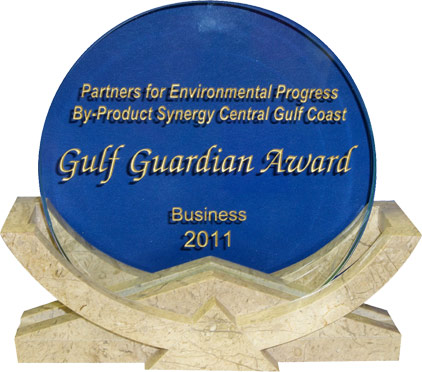 Partners for Environmental Progress
By-Product Synergy Central Gulf Coast
Gulf Guardian Award
Business
2011